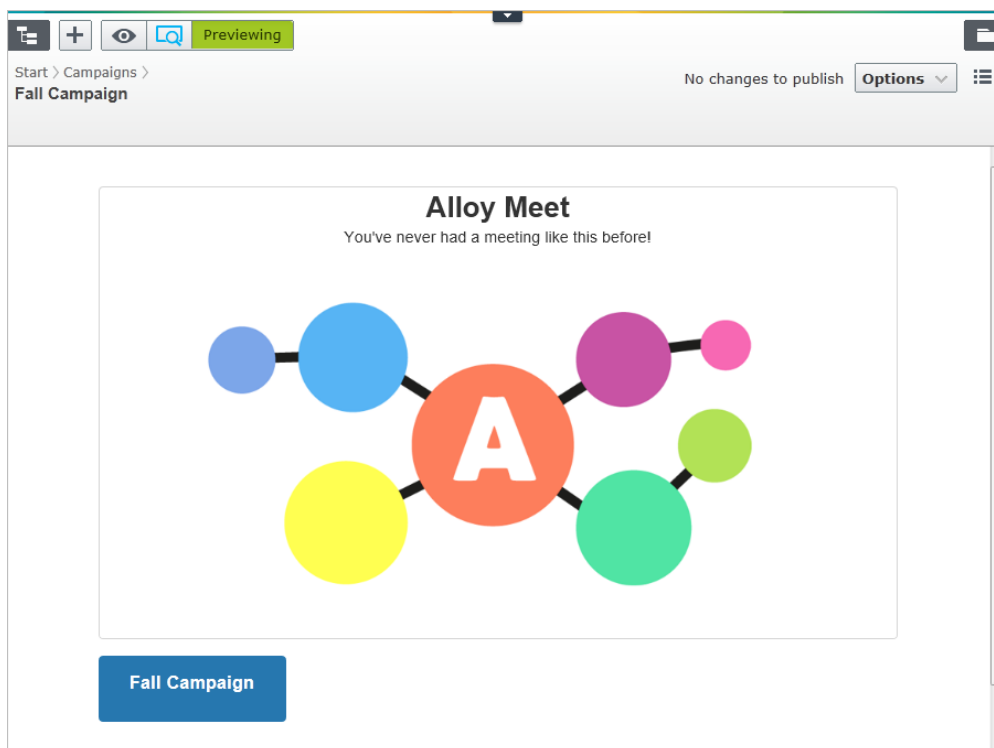 Previewing
Start > Campaigns >
Fall Campaign
No changes to publish
Options
Alloy Meet
You've never had a meeting like this before!
A
Fall Campaign